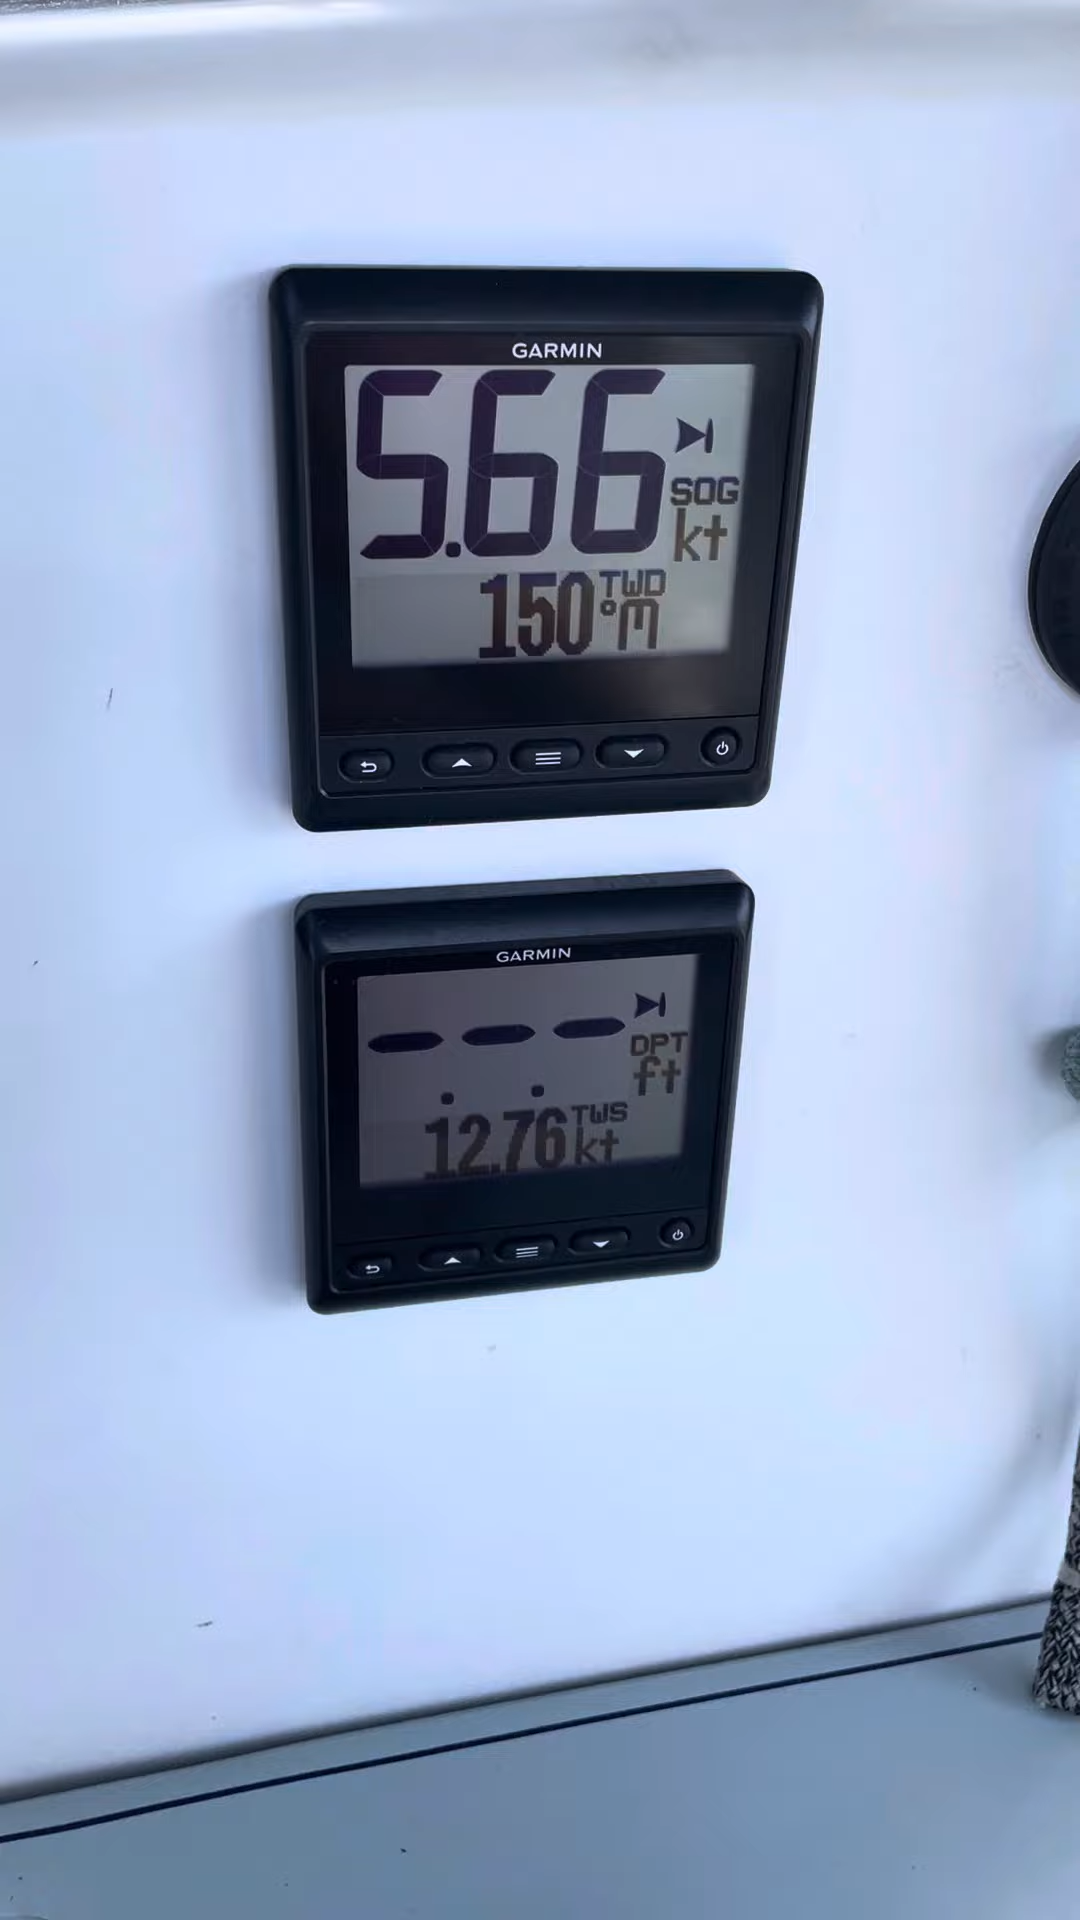 GARMIN
5.66 SOG kt
150 TWD °M
GARMIN
--- DPT ft
12.76 TWS kt